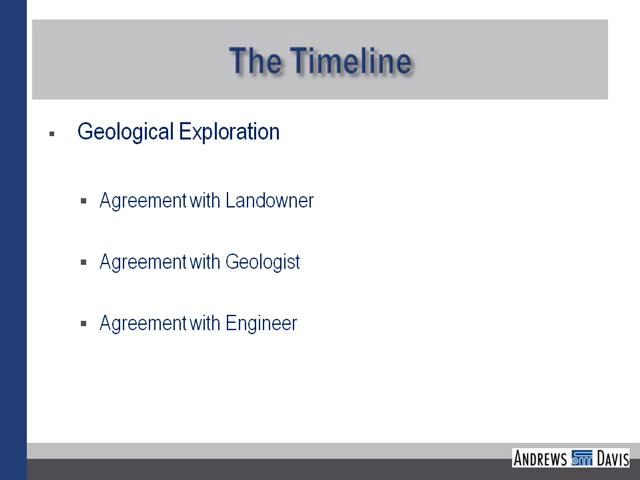 The Timeline
Geological Exploration
Agreement with Landowner
Agreement with Geologist
Agreement with Engineer
ANDREWS DAVIS